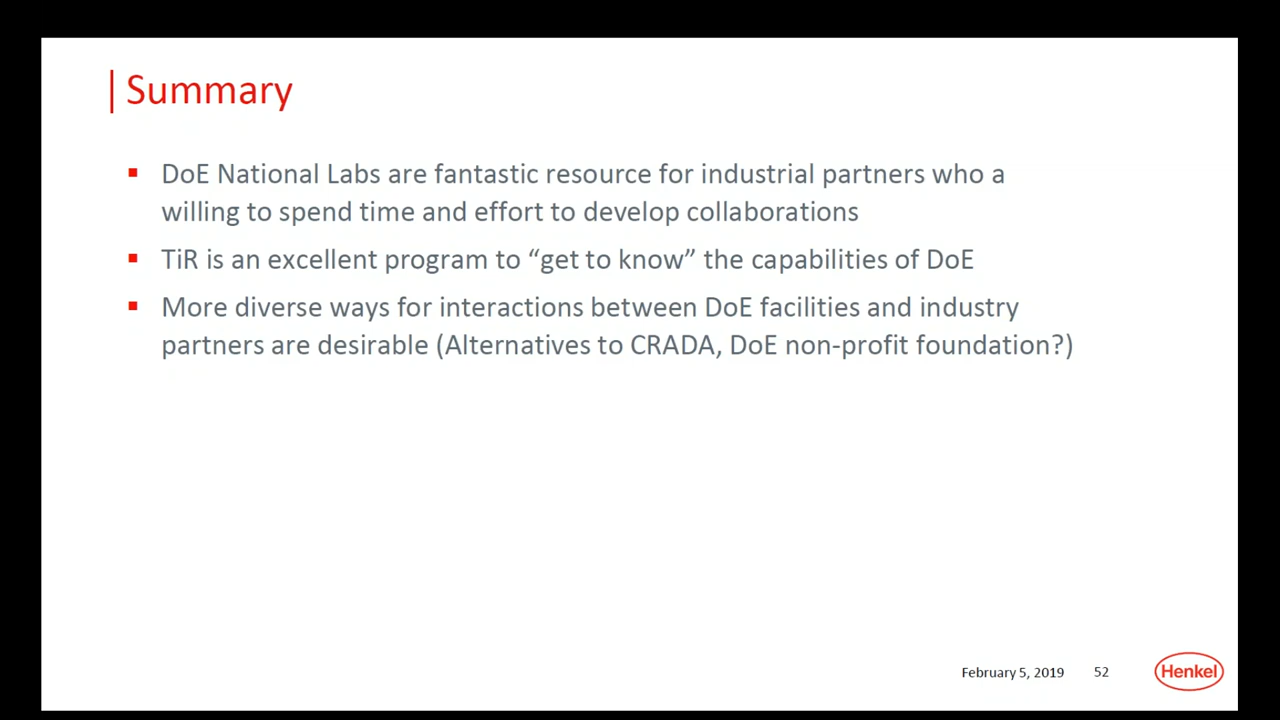 Summary
DoE National Labs are fantastic resource for industrial partners who a
willing to spend time and effort to develop collaborations
TiR is an excellent program to “get to know” the capabilities of DoE
More diverse ways for interactions between DoE facilities and industry
partners are desirable (Alternatives to CRADA, DoE non-profit foundation?)
February 5, 2019 52 Henkel